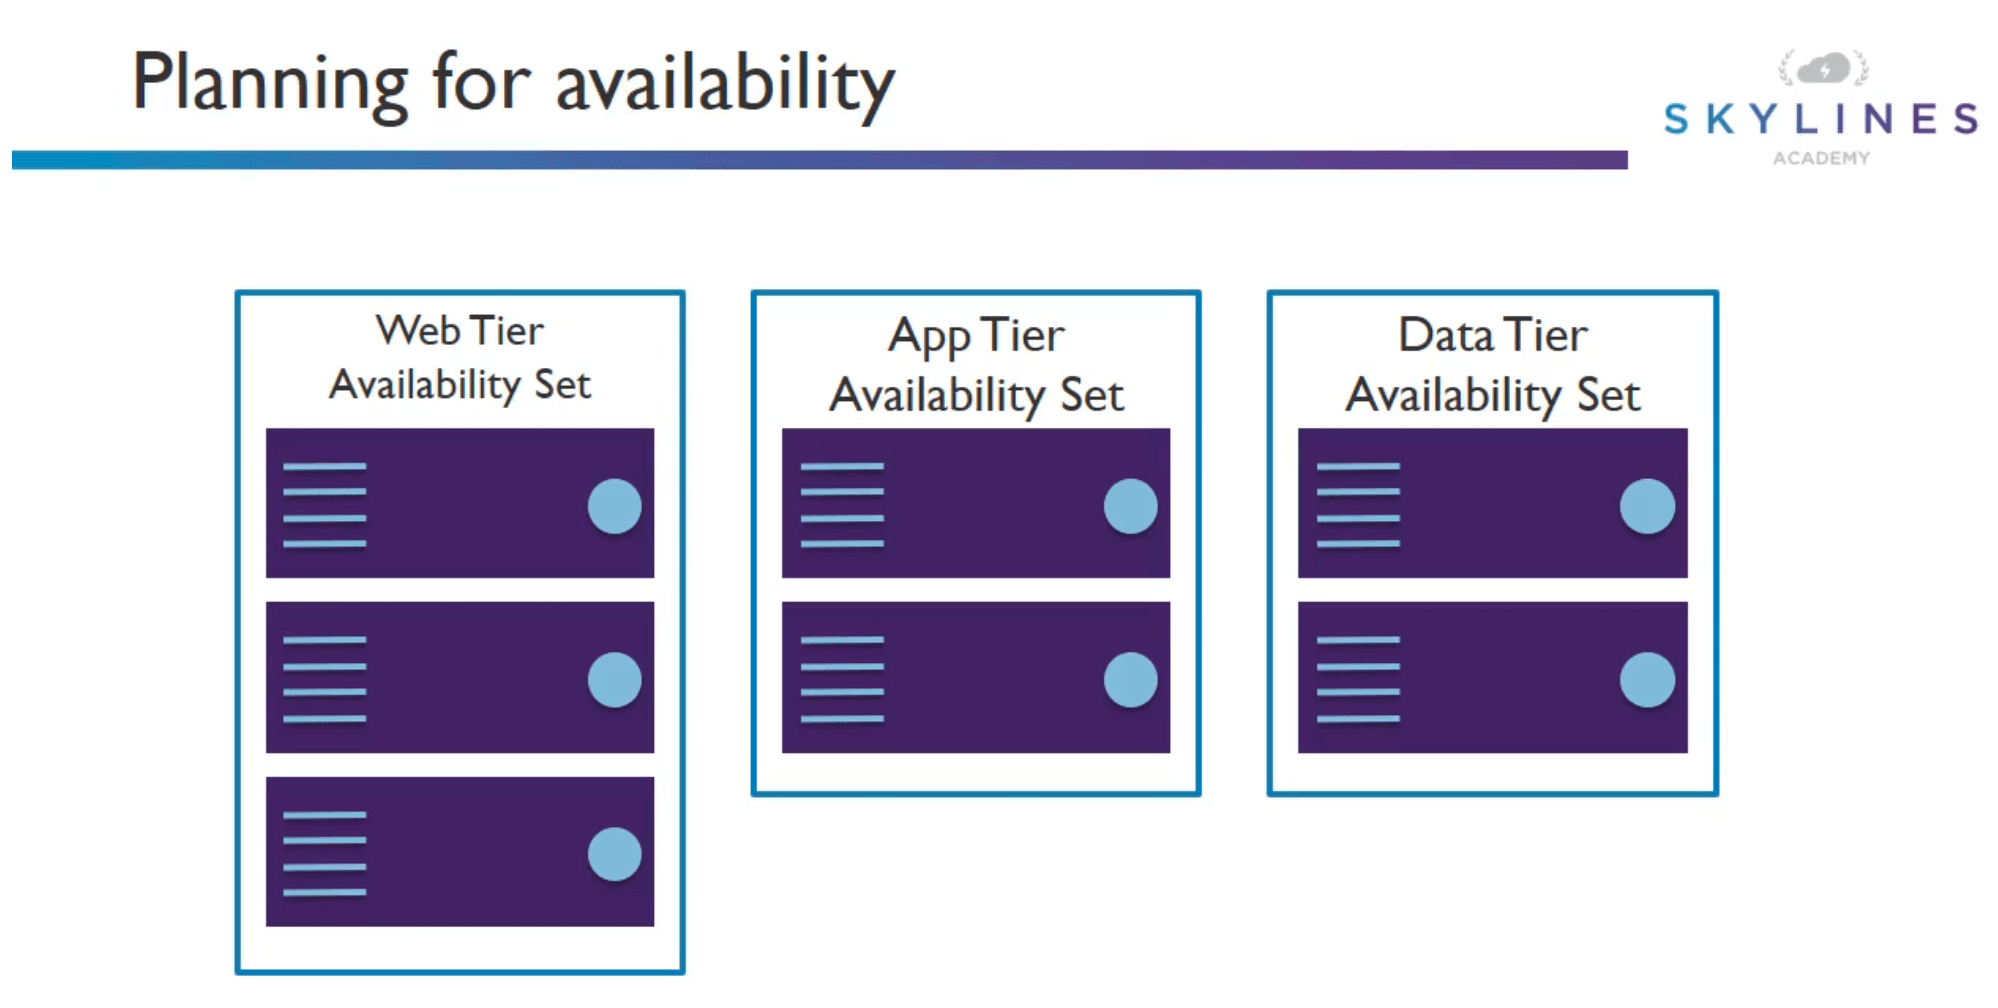 Planning for availability
SKYLINES
ACADEMY
Web Tier
Availability Set
App Tier
Availability Set
Data Tier
Availability Set